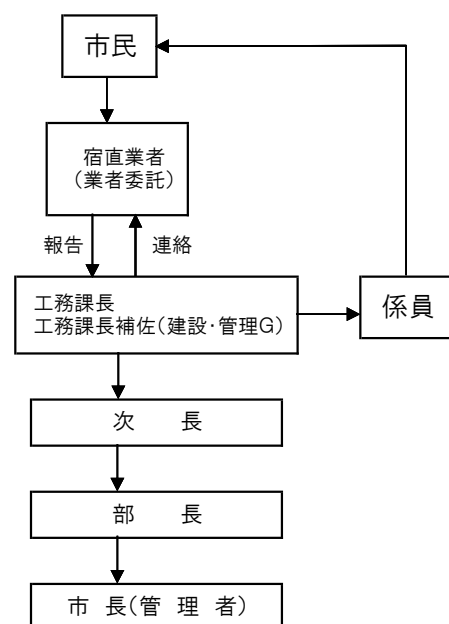 市民
宿直業者
（業者委託）
報告
連絡
工務課長
工務課長補佐（建設・管理G）
係員
次　　長
部　　長
市　長（管　理　者）